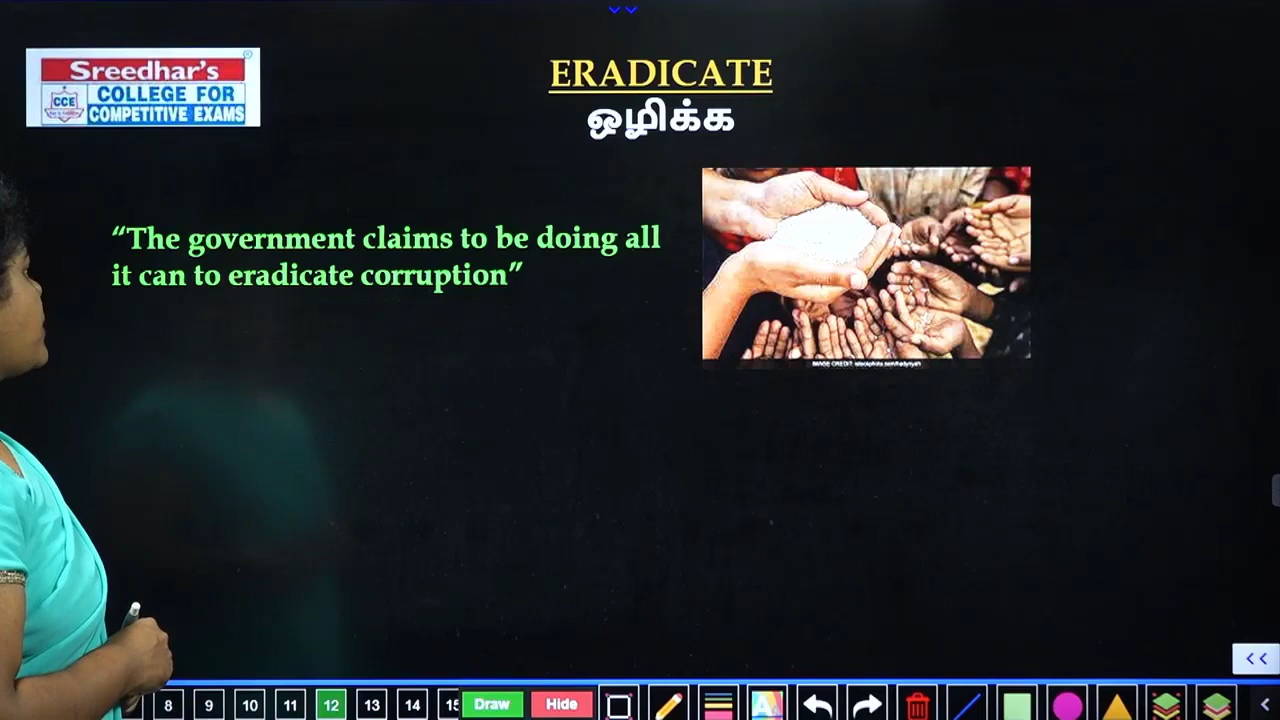 Sreedhar's
CCE
COLLEGE FOR
COMPETITIVE EXAMS
ERADICATE
ஒழிக்க
“The government claims to be doing all
it can to eradicate corruption”
8 9 10 11 12 13 14 15 Draw Hide